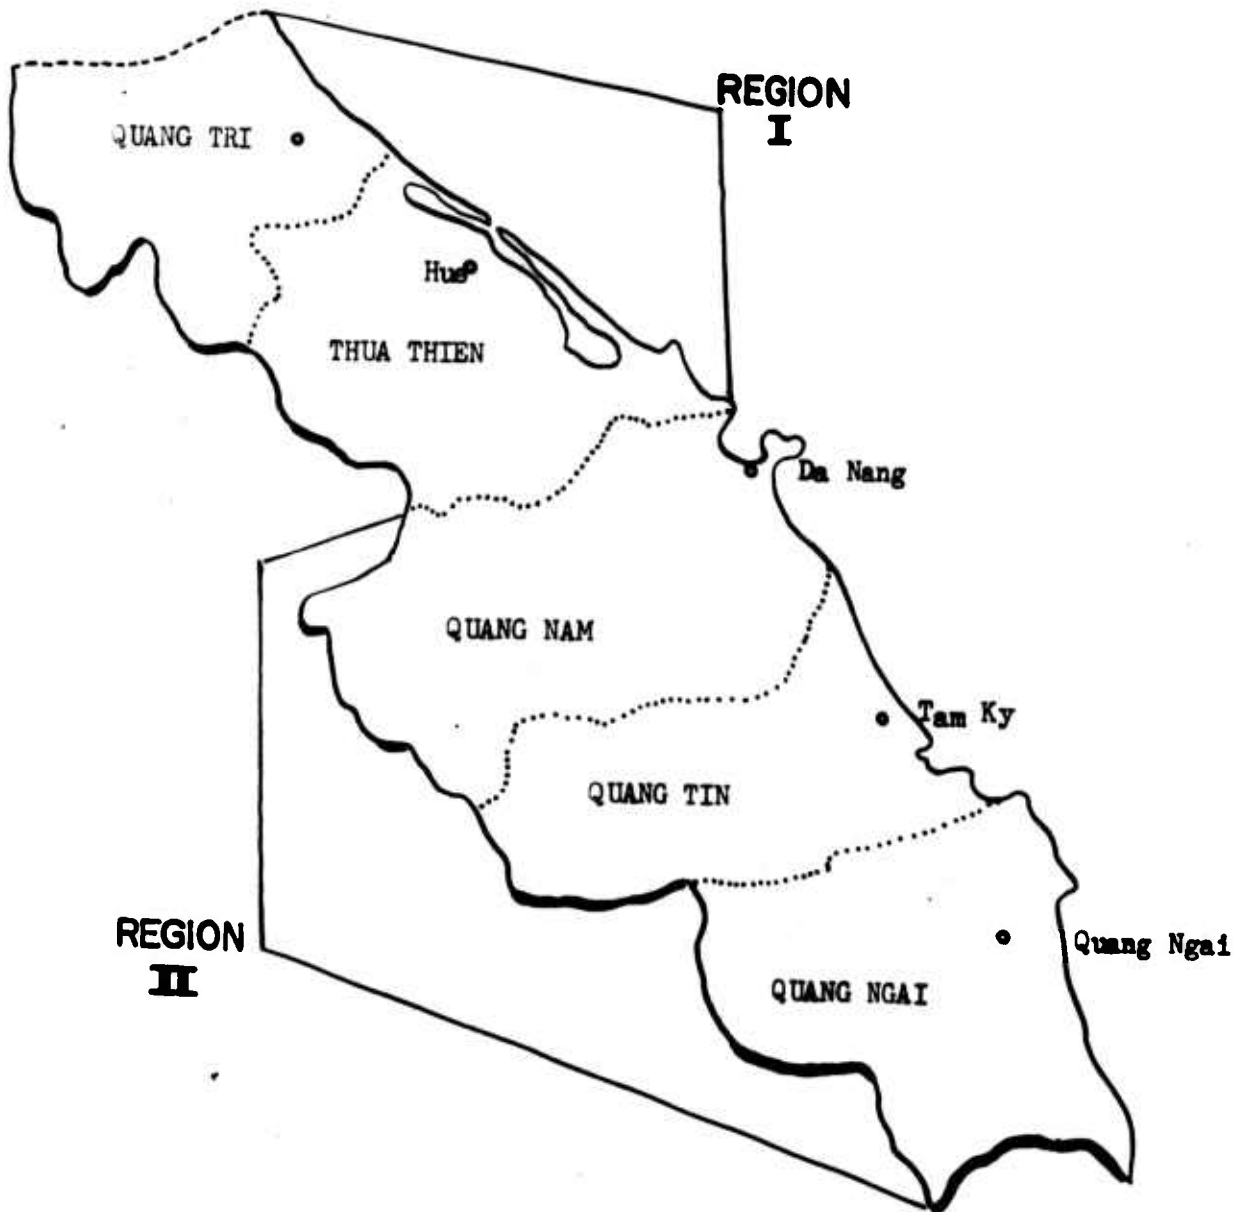 REGION
I
QUANG TRI
Hue
THUA THIEN
Da Nang
QUANG NAM
Tam Ky
QUANG TIN
REGION
II
Quang Ngai
QUANG NGAI